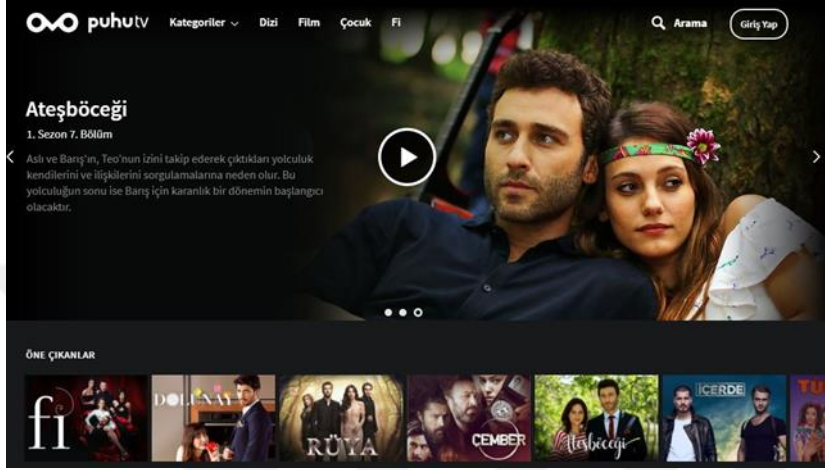 puhutv Kategoriler Dizi Film Çocuk Fi Arama Giriş Yap
Ateşböceği
1. Sezon 7. Bölüm
Aslı ve Barış'ın, Teo'nun izini takip ederek çıktıkları yolculuk
kendilerini ve ilişkilerini sorgulamalarına neden olur. Bu
yolculuğun sonu ise Barış için karanlık bir dönemin başlangıcı
olacaktır.
ÖNE ÇIKANLAR
fi DOLUNAY RÜYA ÇEMBER Ateşböceği İÇERDE TU